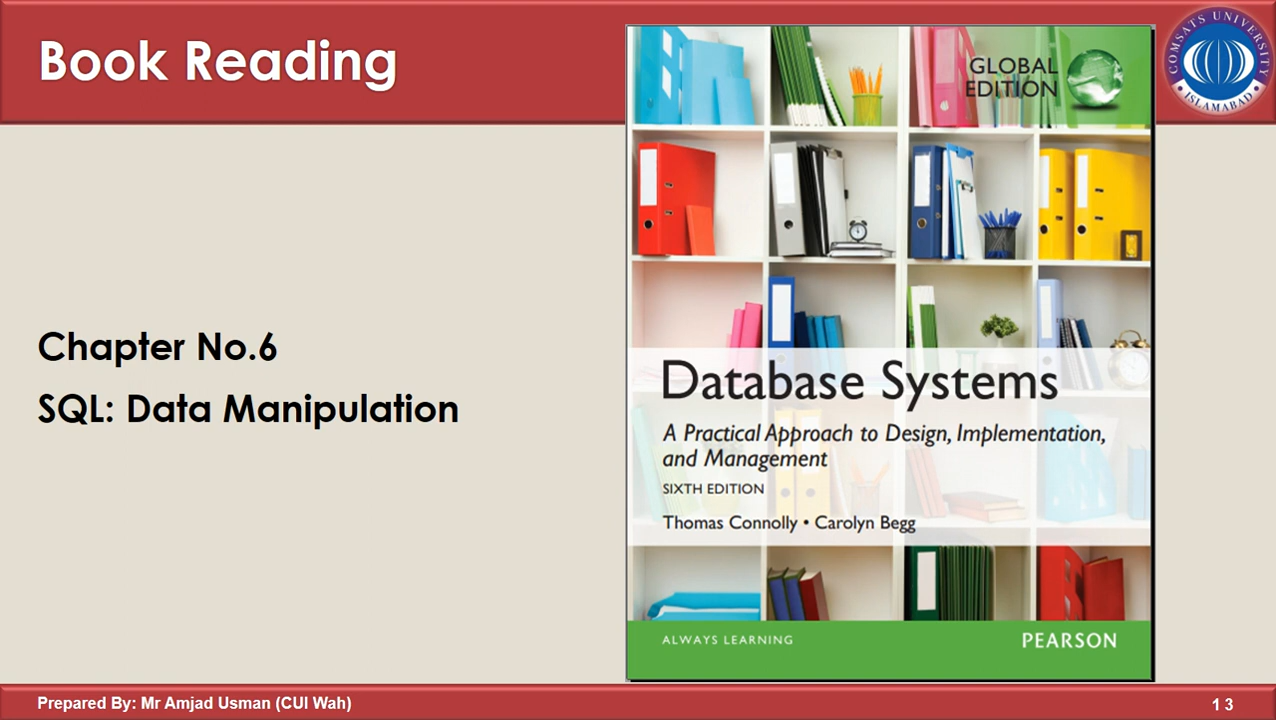 Book Reading
Chapter No.6
SQL: Data Manipulation
GLOBAL
EDITION
Database Systems
A Practical Approach to Design, Implementation,
and Management
SIXTH EDITION
Thomas Connolly • Carolyn Begg
ALWAYS LEARNING
PEARSON
COMSATS UNIVERSITY
ISLAMABAD
Prepared By: Mr Amjad Usman (CUI Wah)
13